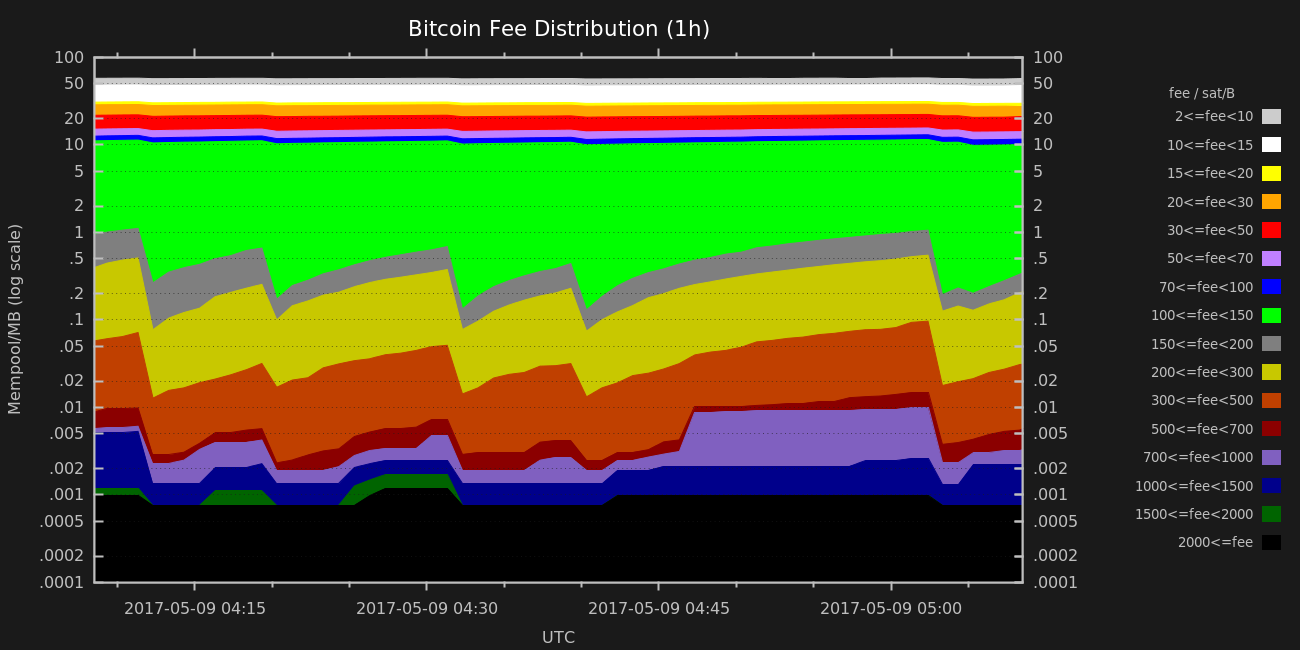 Bitcoin Fee Distribution (1h)
Mempool/MB (log scale)
100
50
20
10
5
2
1
.5
.2
.1
.05
.02
.01
.005
.002
.001
.0005
.0002
.0001
100
50
20
10
5
2
1
.5
.2
.1
.05
.02
.01
.005
.002
.001
.0005
.0002
.0001
2017-05-09 04:15 2017-05-09 04:30 2017-05-09 04:45 2017-05-09 05:00
UTC
fee / sat/B
2<=fee<10
10<=fee<15
15<=fee<20
20<=fee<30
30<=fee<50
50<=fee<70
70<=fee<100
100<=fee<150
150<=fee<200
200<=fee<300
300<=fee<500
500<=fee<700
700<=fee<1000
1000<=fee<1500
1500<=fee<2000
2000<=fee